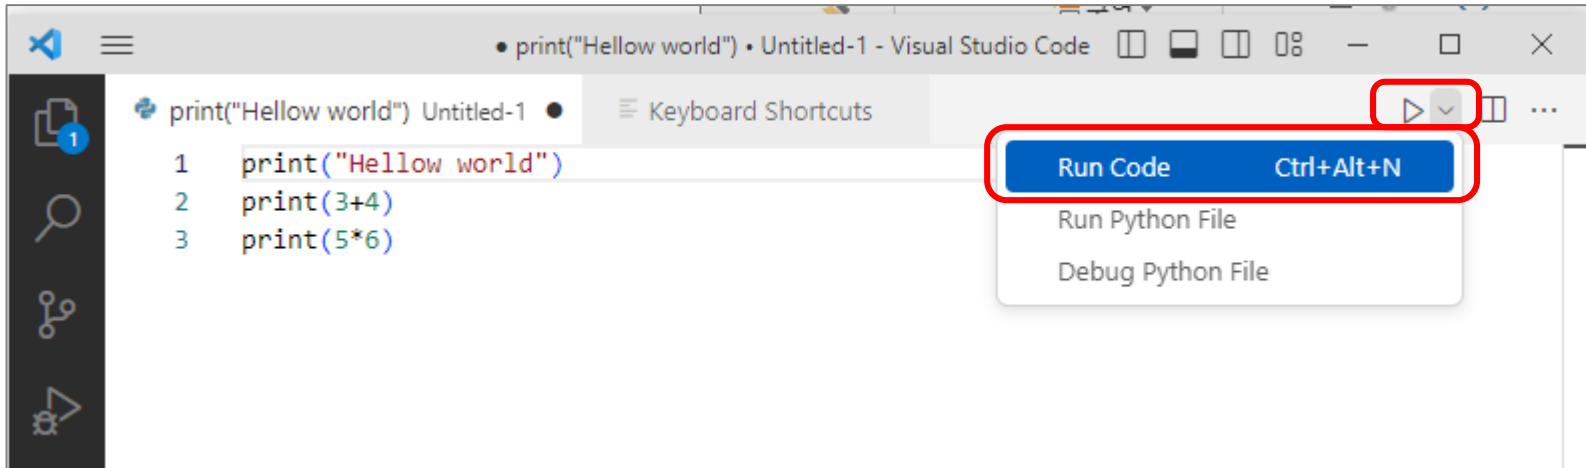 ● print("Hellow world") • Untitled-1 - Visual Studio Code
print("Hellow world") Untitled-1 ●
Keyboard Shortcuts
1
1 print("Hellow world")
2 print(3+4)
3 print(5*6)
Run Code Ctrl+Alt+N
Run Python File
Debug Python File